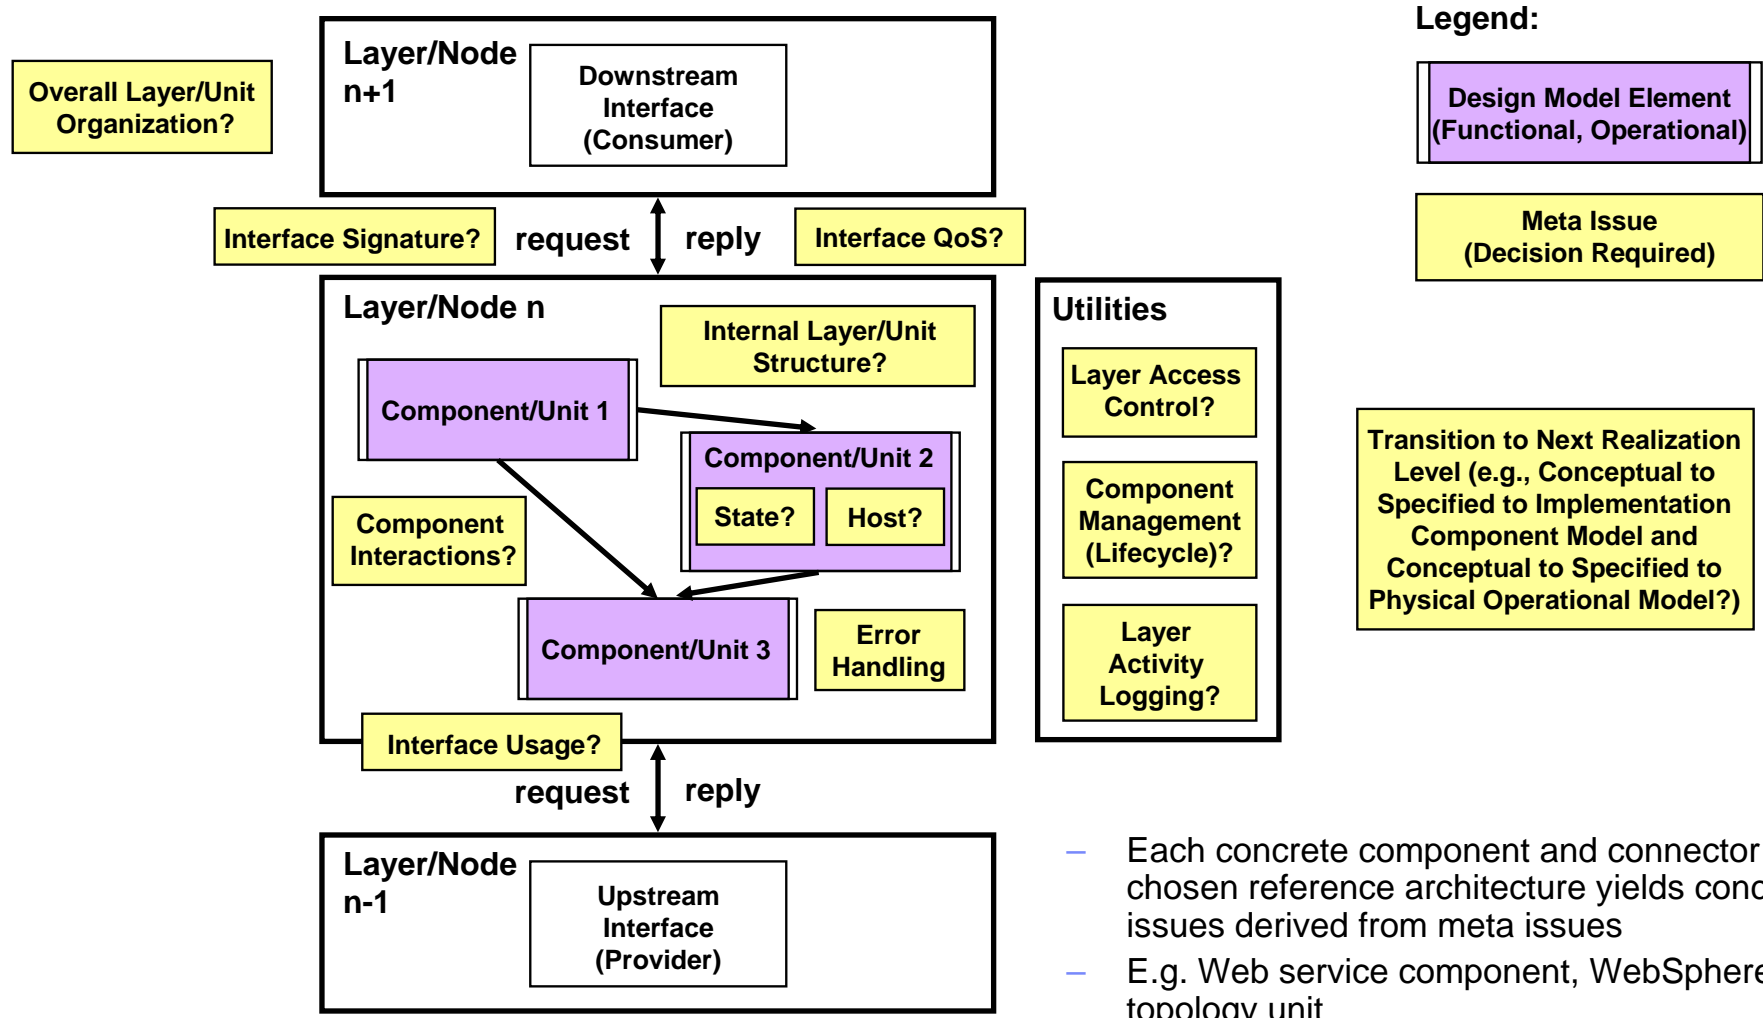 Legend:
Layer/Node
n+1
Downstream
Interface
(Consumer)
Overall Layer/Unit
Organization?
Design Model Element
(Functional, Operational)
Meta Issue
(Decision Required)
Interface Signature?
request
reply
Interface QoS?
Layer/Node n
Internal Layer/Unit
Structure?
Component/Unit 1
Component/Unit 2
State?
Host?
Component
Interactions?
Component/Unit 3
Error
Handling
Interface Usage?
Utilities
Layer Access
Control?
Component
Management
(Lifecycle)?
Layer
Activity
Logging?
Transition to Next Realization
Level (e.g., Conceptual to
Specified to Implementation
Component Model and
Conceptual to Specified to
Physical Operational Model?)
request
reply
Layer/Node
n-1
Upstream
Interface
(Provider)
– Each concrete component and connector
chosen reference architecture yields
issues derived from meta issues
– E.g. Web service component, WebSphere
topology unit